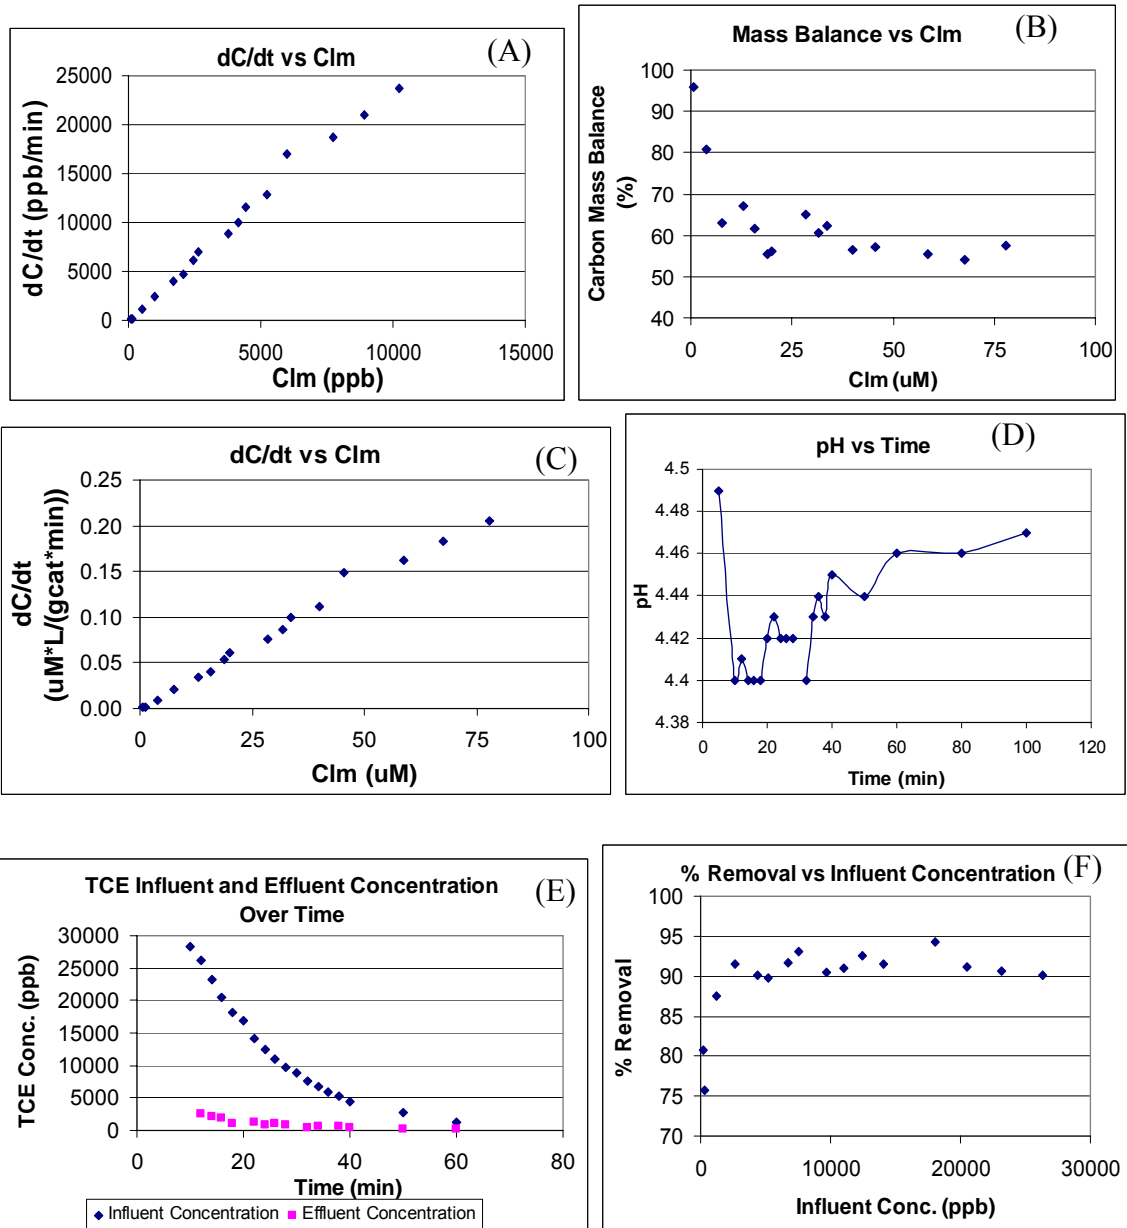 dC/dt vs Clm
(A)
25000
20000
15000
10000
5000
0
dC/dt (ppb/min)
0 5000 10000 15000
Clm (ppb)
Mass Balance vs Clm
(B)
100
90
80
70
60
50
40
Carbon Mass Balance
(%)
0 25 50 75 100
Clm (uM)
dC/dt vs Clm
(C)
0.25
0.20
0.15
0.10
0.05
0.00
dC/dt
(uM*L/(gcat*min))
0 25 50 75 100
Clm (uM)
pH vs Time
(D)
4.5
4.48
4.46
4.44
4.42
4.4
4.38
pH
0 20 40 60 80 100 120
Time (min)
TCE Influent and Effluent Concentration
Over Time
(E)
30000
25000
20000
15000
10000
5000
0
TCE Conc. (ppb)
0 20 40 60 80
Time (min)
Influent Concentration Effluent Concentration
% Removal vs Influent Concentration
(F)
100
95
90
85
80
75
70
% Removal
0 10000 20000 30000
Influent Conc. (ppb)